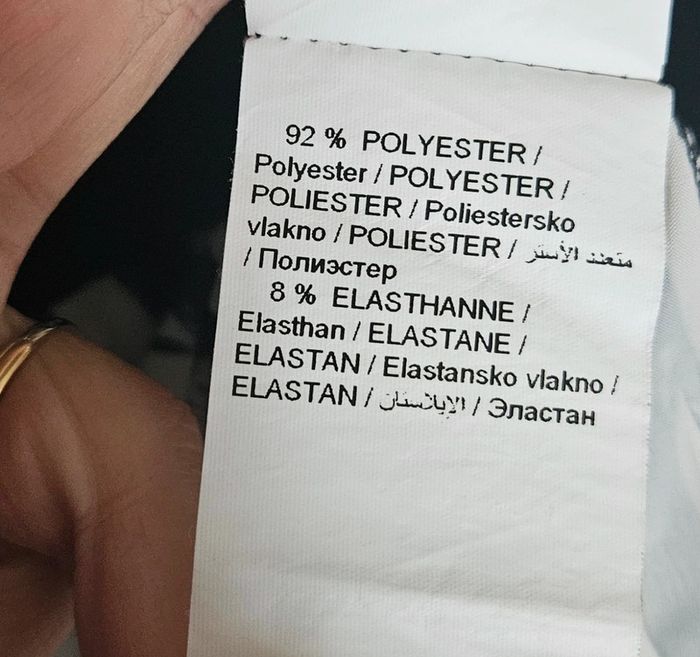 92 % POLYESTER /
Polyester / POLYESTER /
POLIESTER / Poliestersko
vlakno / POLIESTER / متعدد الأستر
/ Полиэстер
8 % ELASTHANNE /
Elasthan / ELASTANE /
ELASTAN / Elastansko vlakno /
ELASTAN / الإيلاستان / Эластан